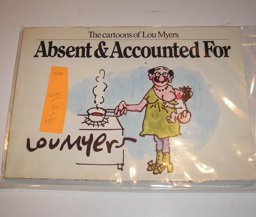 The cartoons of Lou Myers
Absent & Accounted For
LOU MYERS